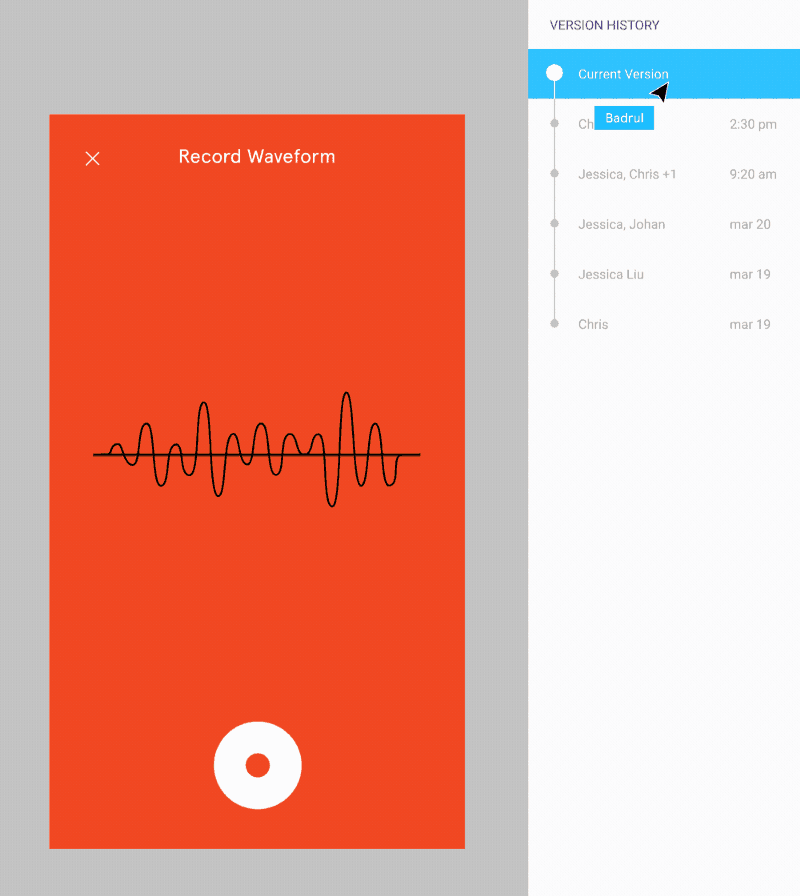 VERSION HISTORY
Current Version
Badrul
2:30 pm
Jessica, Chris +1 9:20 am
Jessica, Johan mar 20
Jessica Liu mar 19
Chris mar 19
Record Waveform